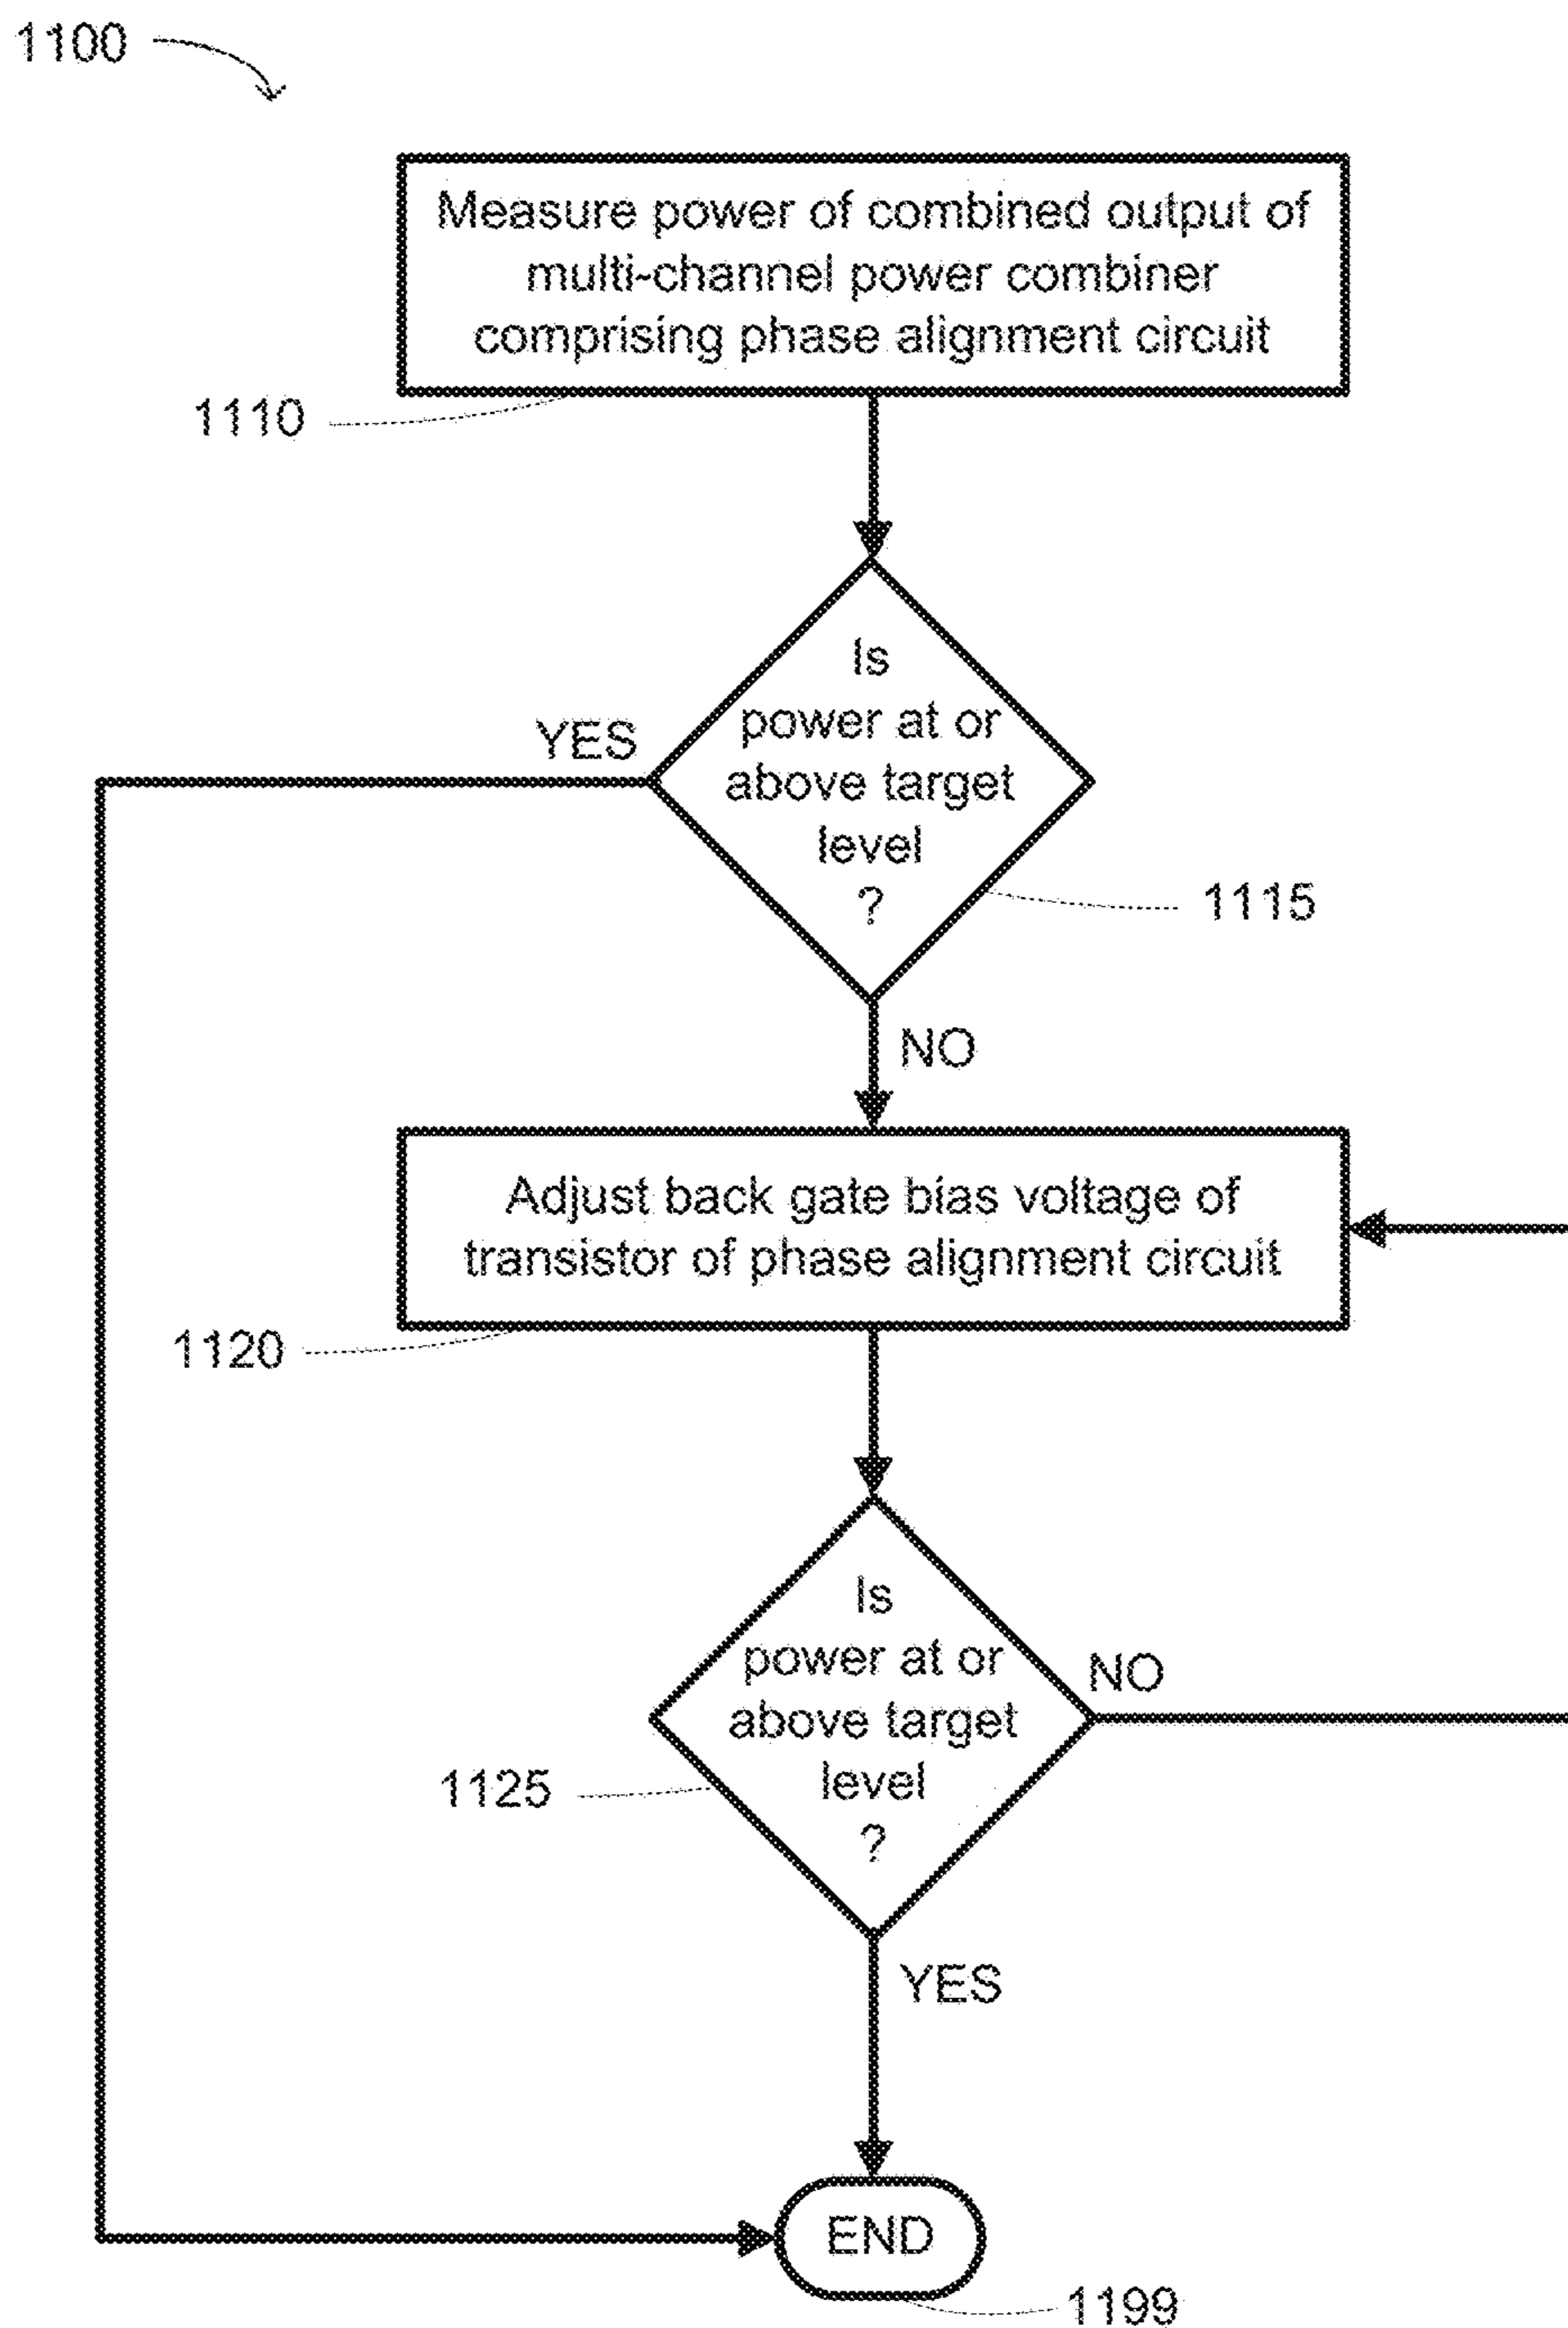 1100
Measure power of combined output of
multi-channel power combiner
comprising phase alignment circuit
1110
Is
power at or
above target
level
?
YES
1115
NO
Adjust back gate bias voltage of
transistor of phase alignment circuit
1120
Is
power at or
above target
level
?
NO
1125
YES
END
1199